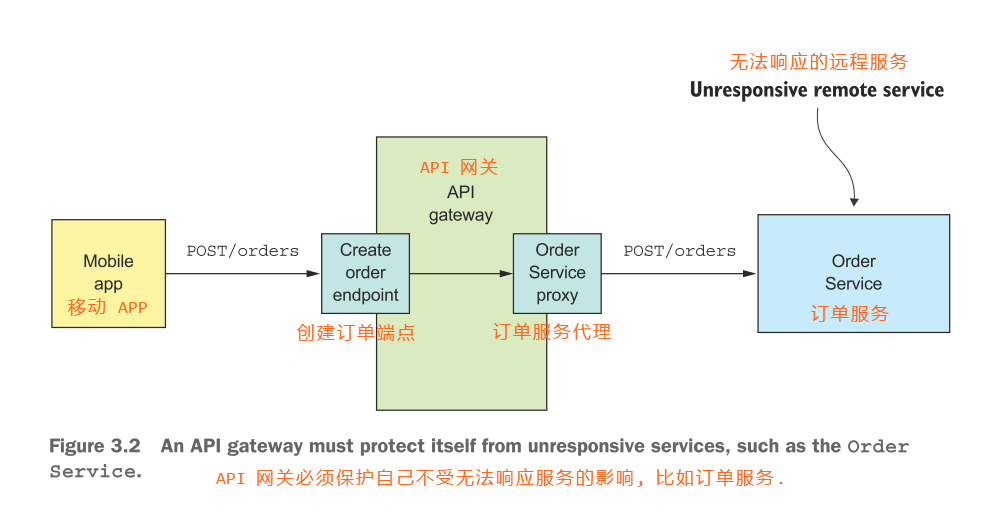 无法响应的远程服务
Unresponsive remote service
API 网关
API
gateway
Mobile
app
移动 APP
POST/orders
Create
order
endpoint
创建订单端点
Order
Service
proxy
订单服务代理
POST/orders
Order
Service
订单服务
Figure 3.2 An API gateway must protect itself from unresponsive services, such as the Order
Service.
API 网关必须保护自己不受无法响应服务的影响, 比如订单服务.